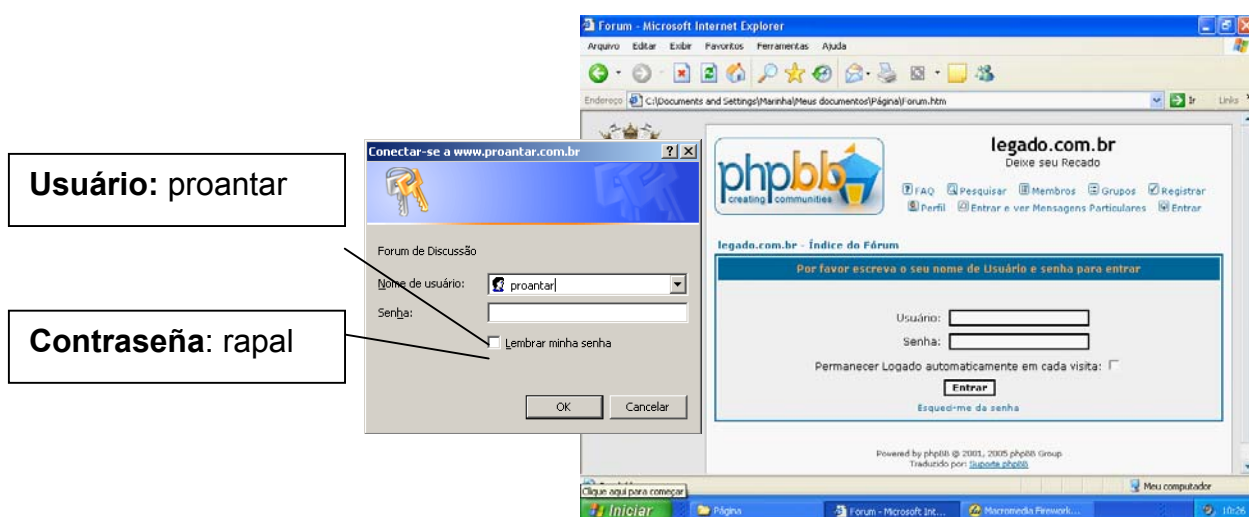 Usuário: proantar
Contraseña: rapal
Conectar-se a www.proantar.com.br
Forum de Discussão
Nome de usuário:
proantar
Senha:
Lembrar minha senha
OK
Cancelar
Forum - Microsoft Internet Explorer
Arquivo Editar Exibir Favoritos Ferramentas Ajuda
Endereço C:\Documents and Settings\Marinha\Meus documentos\Página\Forum.htm Ir Links
phpbb
creating communities
legado.com.br
Deixe seu Recado
FAQ Pesquisar Membros Grupos Registrar
Perfil Entrar e ver Mensagens Particulares Entrar
legado.com.br - Índice do Fórum
Por favor escreva o seu nome de Usuário e senha para entrar
Usuário:
Senha:
Permanecer Logado automaticamente em cada visita:
Entrar
Esqueci-me da senha
Powered by phpBB @ 2001, 2005 phpBB Group
Traduzido por: Suporte phpBB
Meu computador
Clique aqui para começar
Iniciar
Página
Forum - Microsoft Int...
Macromedia Firework...
10:26